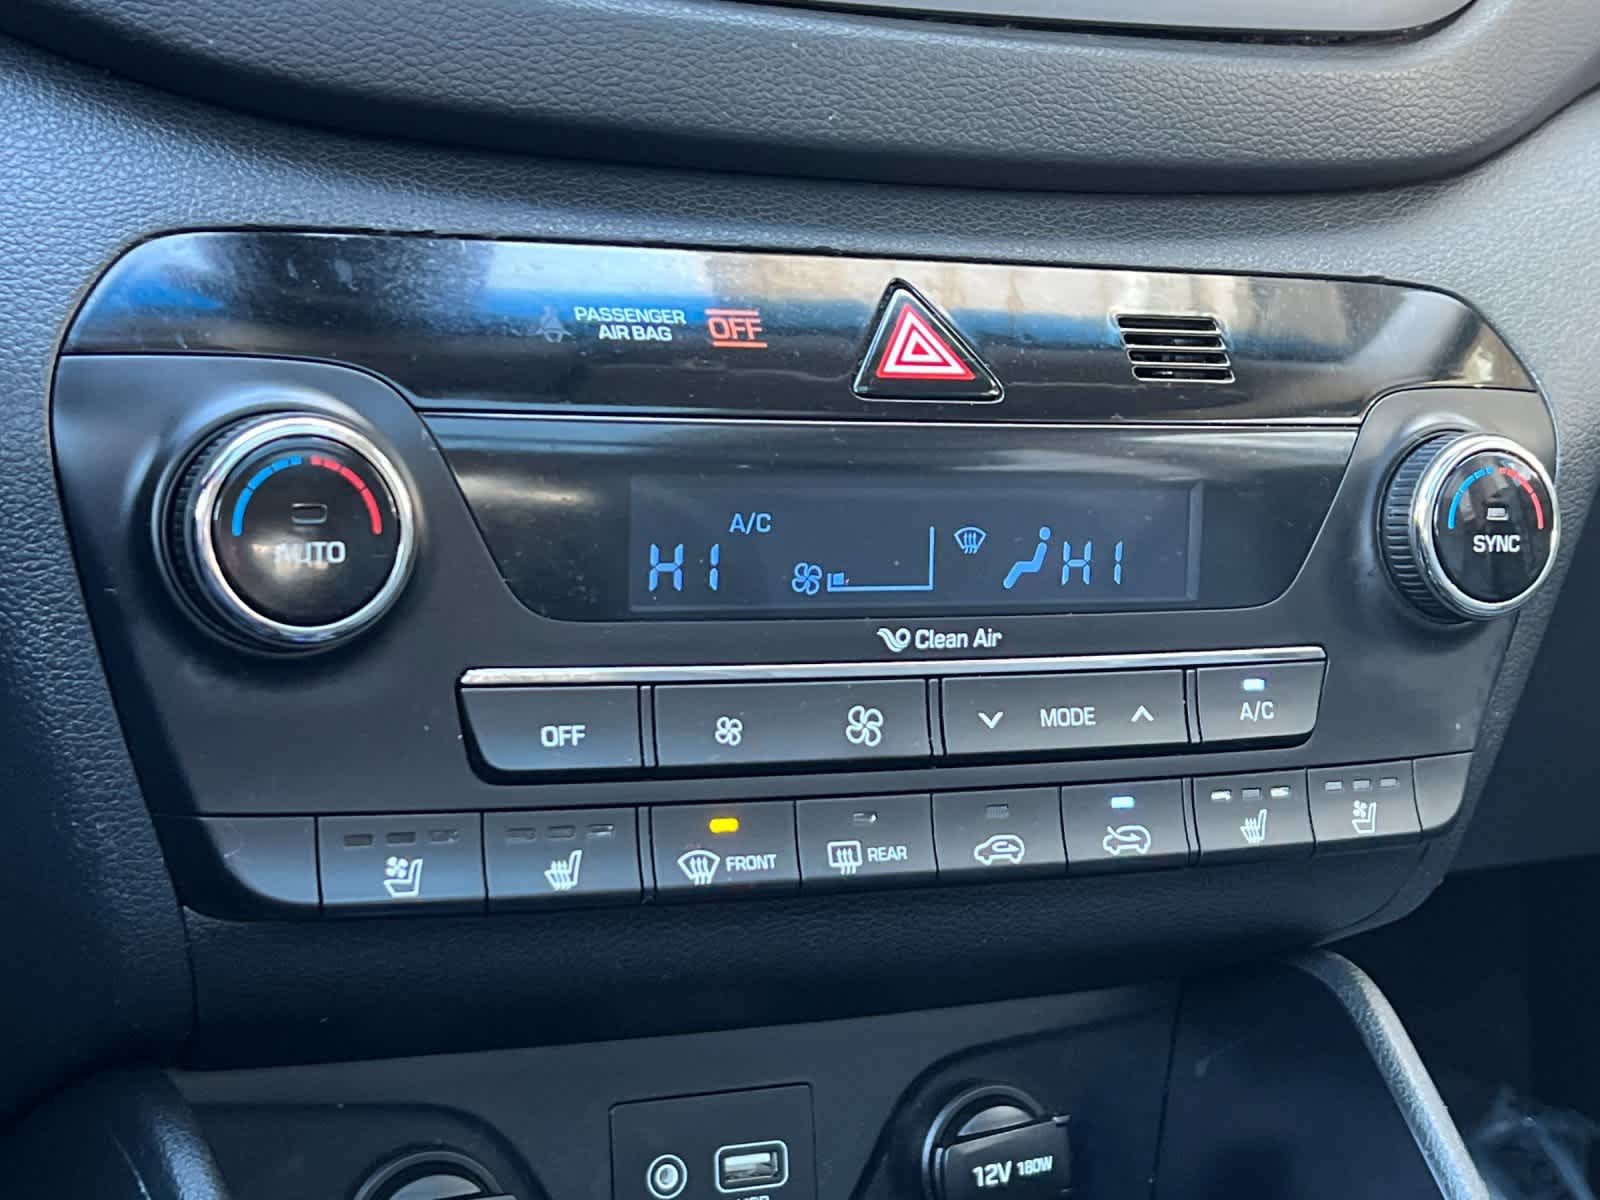 PASSENGER
AIR BAG
OFF
AUTO
SYNC
A/C
HI
HI
Clean Air
OFF
MODE
A/C
FRONT
REAR
12V 180W